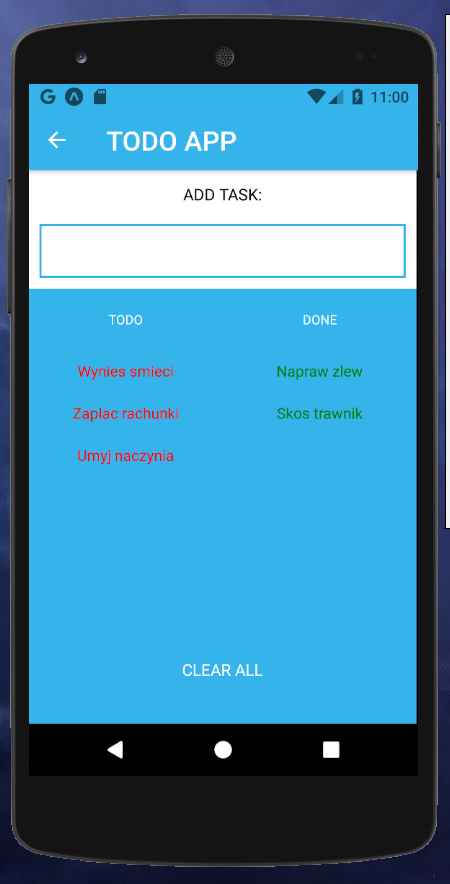 11:00
TODO APP
ADD TASK:
TODO
DONE
Wynies smieci
Napraw zlew
Zaplac rachunki
Skos trawnik
Umyj naczynia
CLEAR ALL